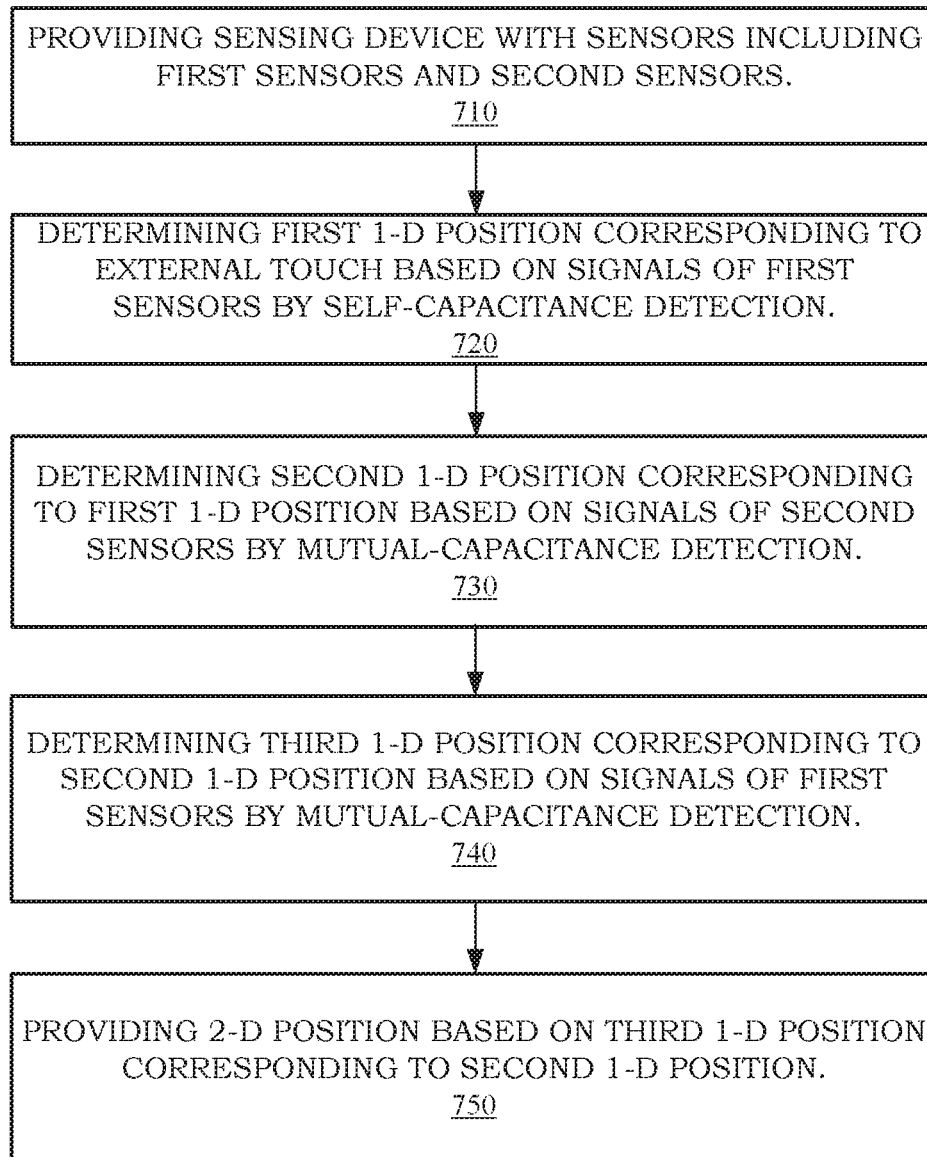 PROVIDING SENSING DEVICE WITH SENSORS INCLUDING
FIRST SENSORS AND SECOND SENSORS.
710
DETERMINING FIRST 1-D POSITION CORRESPONDING TO
EXTERNAL TOUCH BASED ON SIGNALS OF FIRST
SENSORS BY SELF-CAPACITANCE DETECTION.
720
DETERMINING SECOND 1-D POSITION CORRESPONDING
TO FIRST 1-D POSITION BASED ON SIGNALS OF SECOND
SENSORS BY MUTUAL-CAPACITANCE DETECTION.
730
DETERMINING THIRD 1-D POSITION CORRESPONDING TO
SECOND 1-D POSITION BASED ON SIGNALS OF FIRST
SENSORS BY MUTUAL-CAPACITANCE DETECTION.
740
PROVIDING 2-D POSITION BASED ON THIRD 1-D POSITION
CORRESPONDING TO SECOND 1-D POSITION.
750